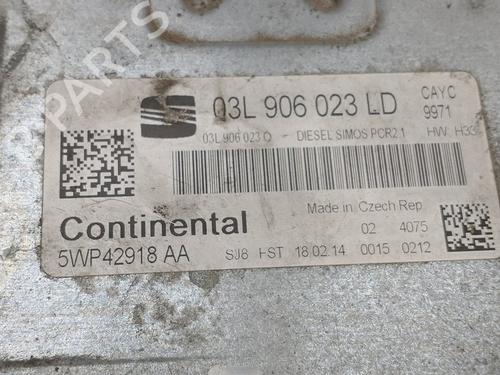 03L 906 023 LD
CAYC
9971
03L 906 023 Q DIESEL SIMOS PCR2.1 HW: H33
Continental
Made in Czech Rep
02 4075
5WP42918 AA SJ8 FST 18.02.14 0015 0212
PARTS